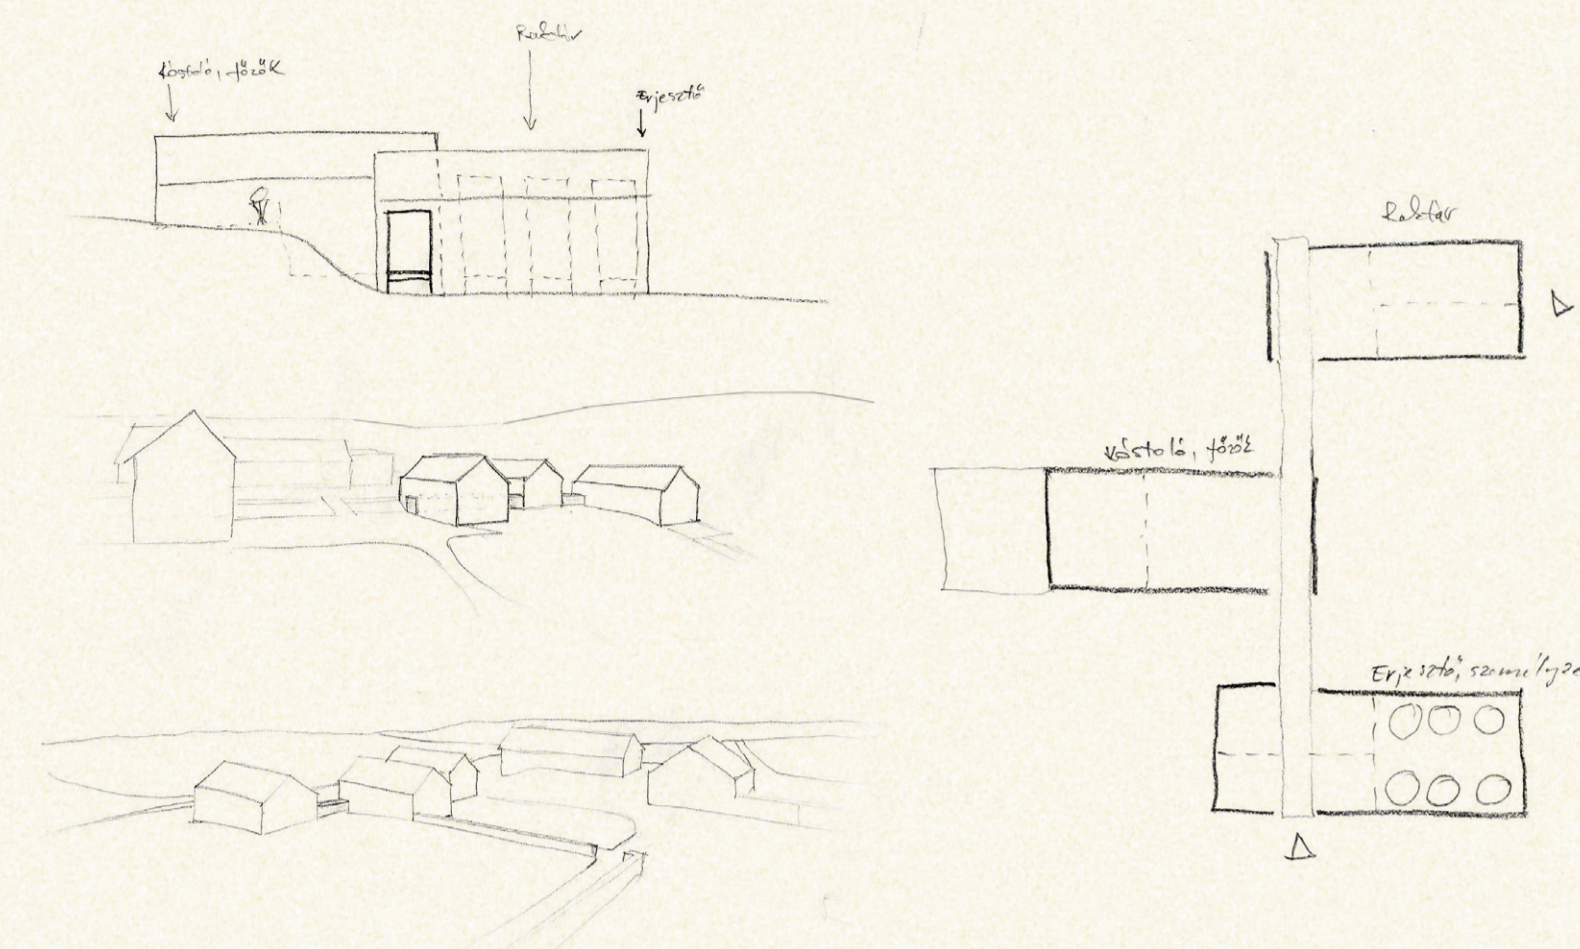 Raktár
Kóstoló, főzők
Erjesztő
Raktár
Kóstoló, főzők
Erjesztő, személyze